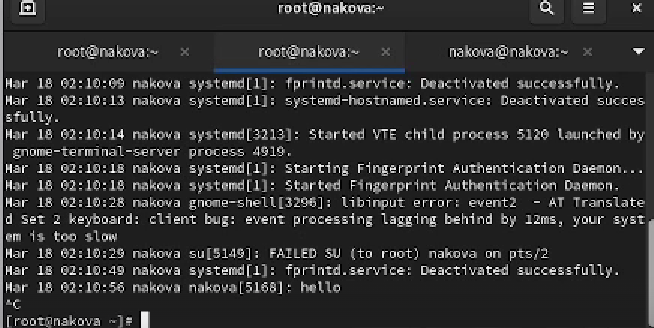 root@nakova:~
root@nakova:~ × root@nakova:~ × nakova@nakova:~ ×
Mar 18 02:10:09 nakova systemd[1]: fprintd.service: Deactivated successfully.
Mar 18 02:10:13 nakova systemd[1]: systemd-hostnamed.service: Deactivated succes
sfully.
Mar 18 02:10:14 nakova systemd[3213]: Started VTE child process 5120 launched by
 gnome-terminal-server process 4919.
Mar 18 02:10:18 nakova systemd[1]: Starting Fingerprint Authentication Daemon...
Mar 18 02:10:18 nakova systemd[1]: Started Fingerprint Authentication Daemon.
Mar 18 02:10:28 nakova gnome-shell[3296]: libinput error: event2  - AT Translate
d Set 2 keyboard: client bug: event processing lagging behind by 12ms, your syst
em is too slow
Mar 18 02:10:29 nakova su[5149]: FAILED SU (to root) nakova on pts/2
Mar 18 02:10:49 nakova systemd[1]: fprintd.service: Deactivated successfully.
Mar 18 02:10:56 nakova nakova[5168]: hello
^C
[root@nakova ~]#